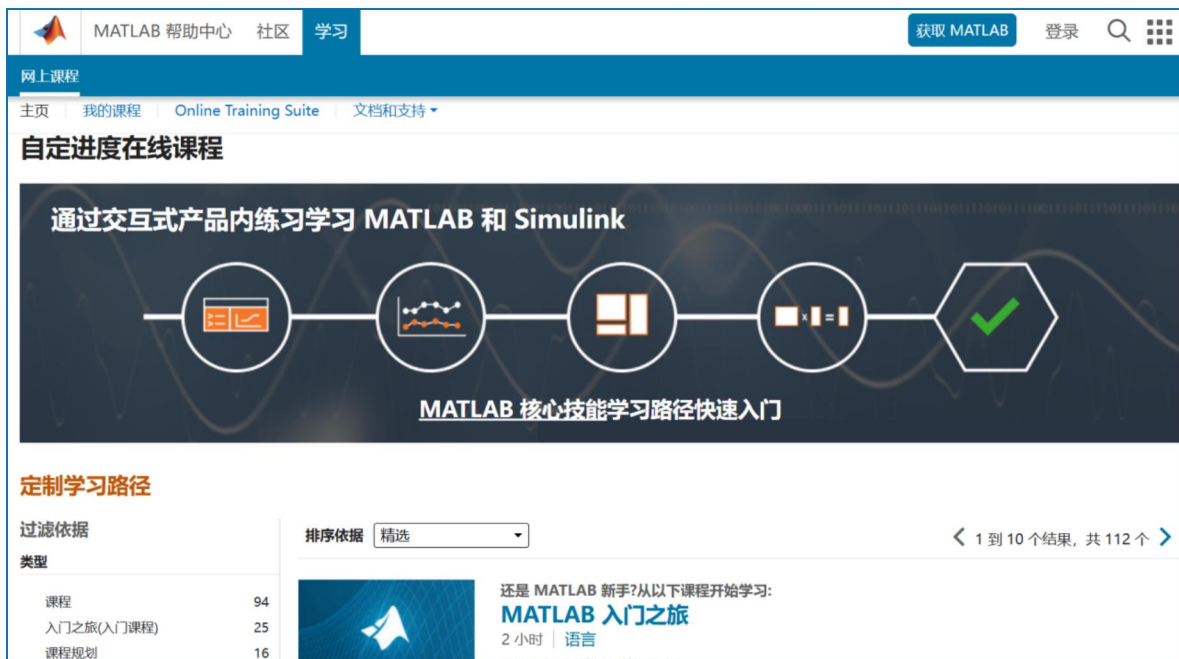 MATLAB 帮助中心 社区 学习 获取 MATLAB 登录
网上课程
主页 我的课程 Online Training Suite 文档和支持
自定进度在线课程
通过交互式产品内练习学习 MATLAB 和 Simulink
x =
MATLAB 核心技能学习路径快速入门
定制学习路径
过滤依据
排序依据 精选 1 到 10 个结果，共 112 个
类型
还是 MATLAB 新手?从以下课程开始学习:
课程 94
MATLAB 入门之旅
入门之旅(入门课程) 25
2 小时 语言
课程规划 16